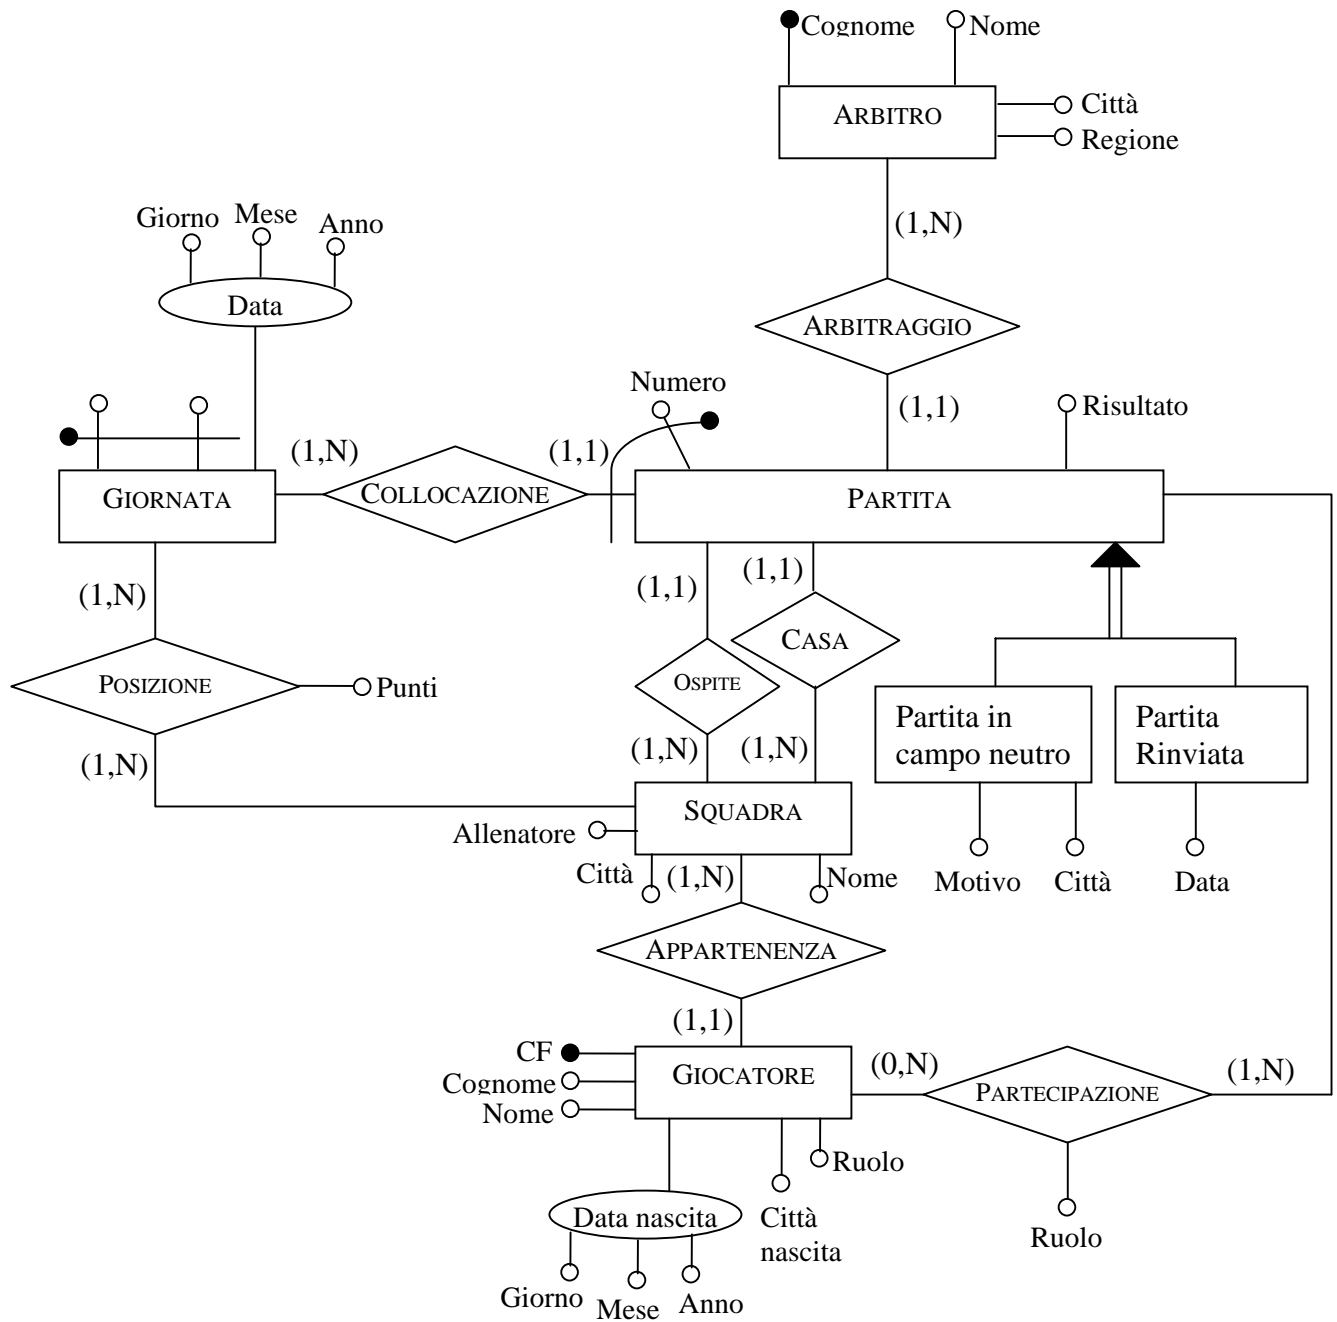 Cognome
Nome
ARBITRO
Città
Regione
(1,N)
Giorno
Mese
Anno
Data
ARBITRAGGIO
Numero
(1,1)
Risultato
(1,N)
(1,1)
GIORNATA
COLLOCAZIONE
PARTITA
(1,N)
(1,1)
(1,1)
CASA
POSIZIONE
Punti
OSPITE
Partita in
campo neutro
Partita
Rinviata
(1,N)
(1,N)
(1,N)
SQUADRA
Allenatore
Città
(1,N)
Nome
Motivo
Città
Data
APPARTENENZA
(1,1)
CF
Cognome
Nome
GIOCATORE
(0,N)
PARTECIPAZIONE
(1,N)
Ruolo
Data nascita
Città
nascita
Ruolo
Giorno
Mese
Anno